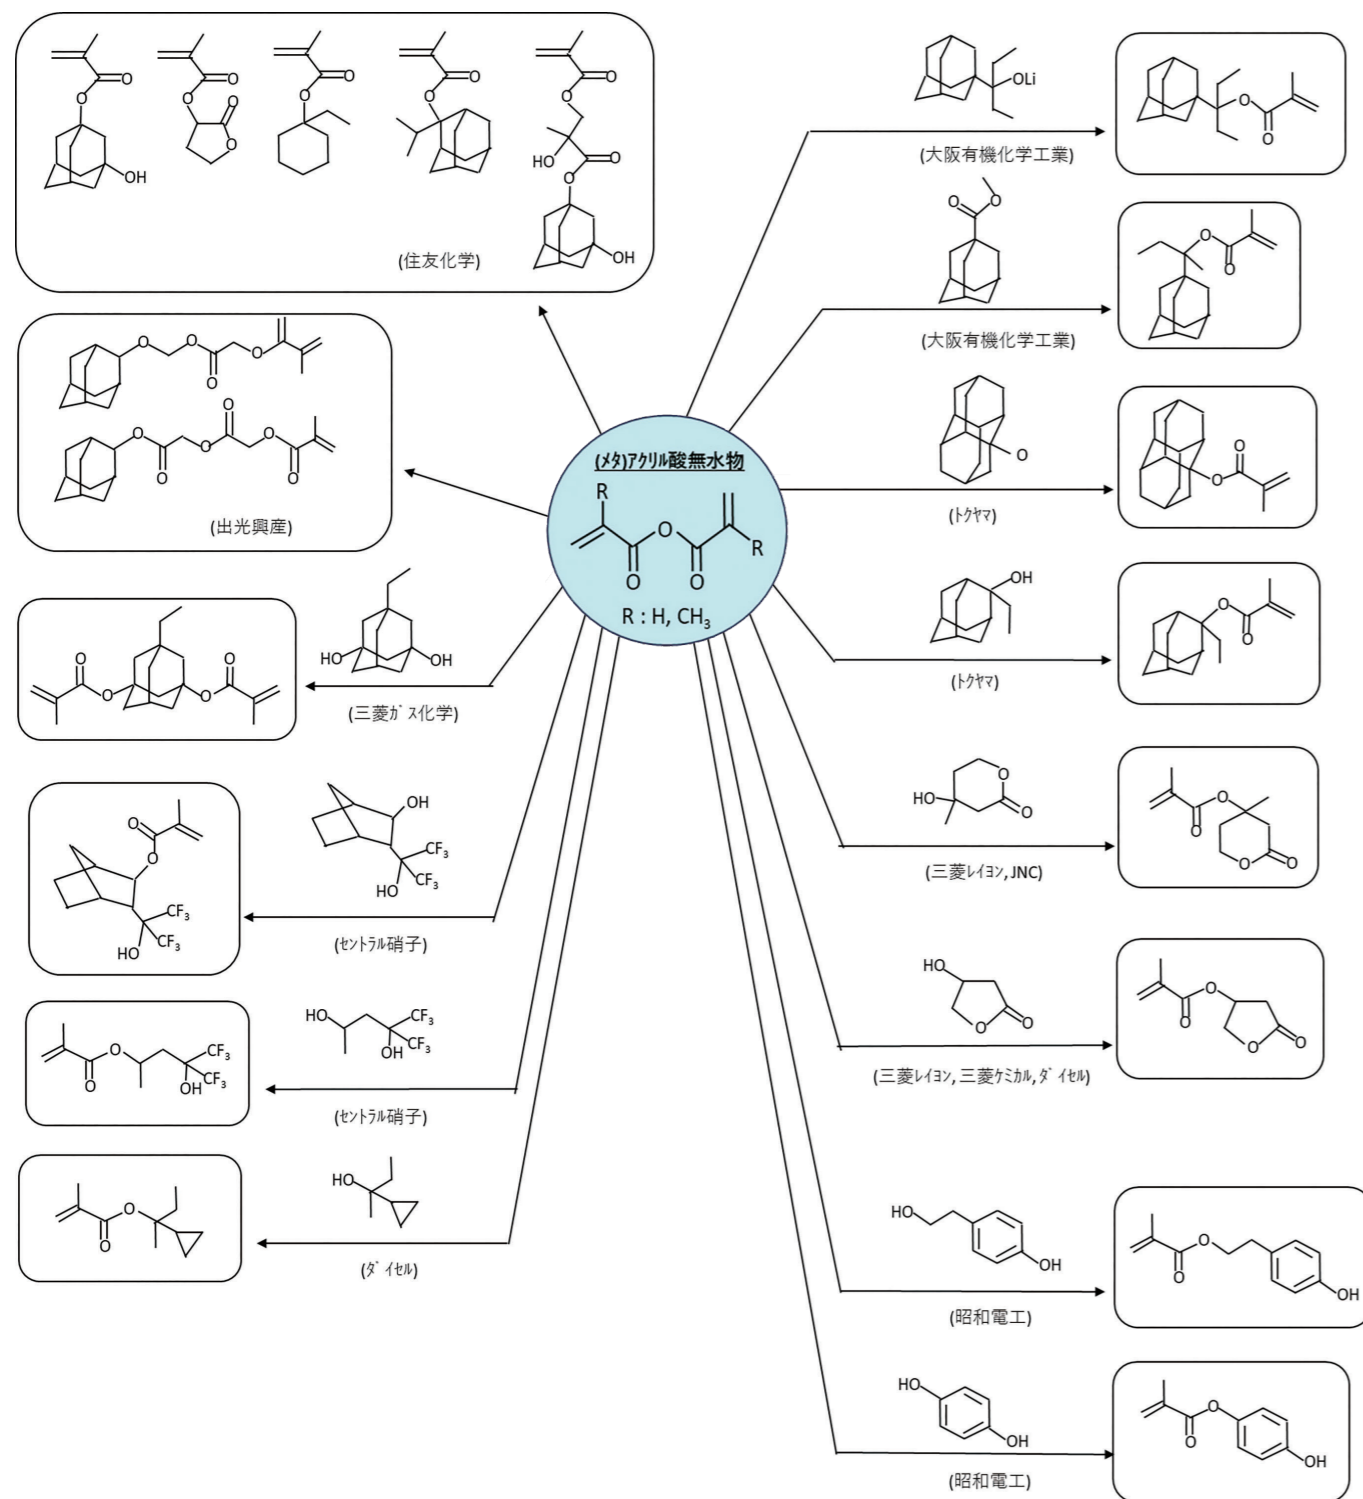 OH
(住友化学)
OH
OLi
(大阪有機化学工業)
(大阪有機化学工業)
(出光興産)
(メタ)アクリル酸無水物
R
R
R : H, CH₃
(トクヤマ)
OH
(トクヤマ)
HO
OH
(三菱ガス化学)
HO
(三菱レイヨン, JNC)
OH
CF₃
CF₃
HO
CF₃
CF₃
HO
(セントラル硝子)
HO
(三菱レイヨン, 三菱ケミカル, ダイセル)
HO
CF₃
CF₃
OH
CF₃
CF₃
OH
(セントラル硝子)
HO
(ダイセル)
HO
OH
OH
(昭和電工)
HO
OH
OH
(昭和電工)